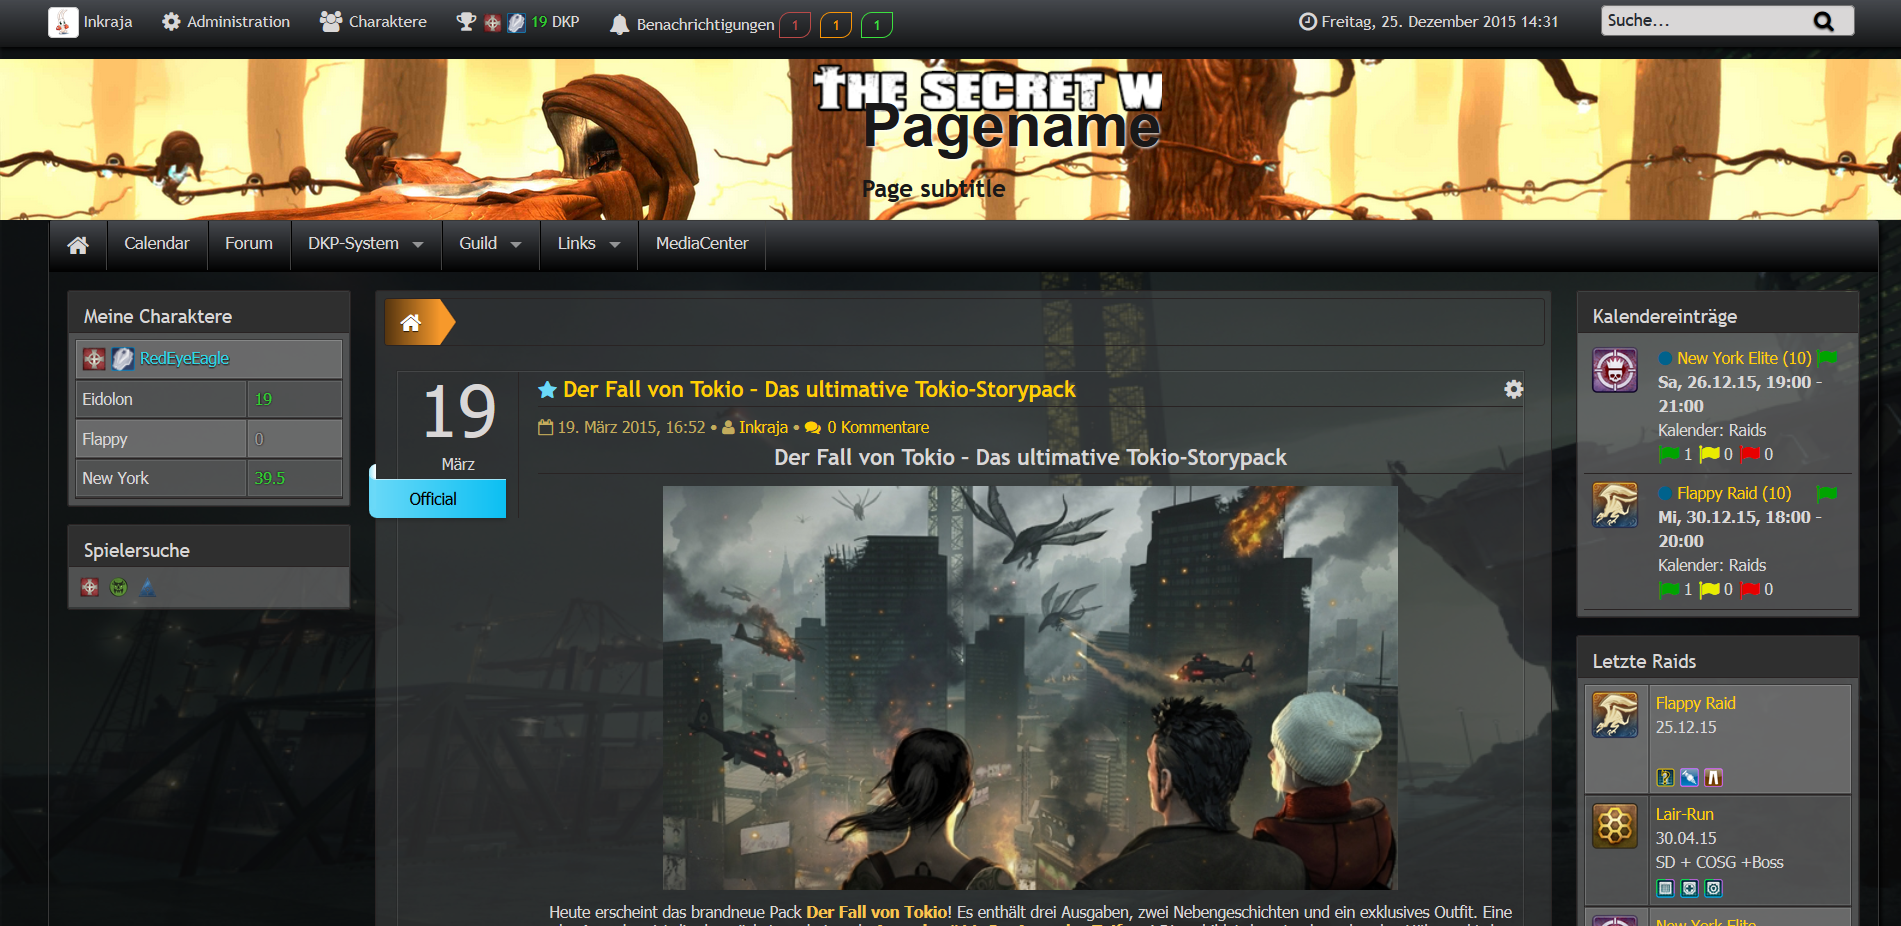 Inkraja Administration Charaktere 19 DKP Benachrichtigungen 1 1 1 Freitag, 25. Dezember 2015 14:31 Suche...
THE SECRET W
Pagename
Page subtitle
Calendar Forum DKP-System Guild Links MediaCenter
Meine Charaktere
RedEyeEagle
Eidolon 19
Flappy 0
New York 39.5
Spielersuche
19
März
Official
Der Fall von Tokio – Das ultimative Tokio-Storypack
19. März 2015, 16:52 • Inkraja • 0 Kommentare
Der Fall von Tokio – Das ultimative Tokio-Storypack
Heute erscheint das brandneue Pack Der Fall von Tokio! Es enthält drei Ausgaben, zwei Nebengeschichten und ein exklusives Outfit. Eine
Kalendereinträge
New York Elite (10)
Sa, 26.12.15, 19:00 -
21:00
Kalender: Raids
1 0 0
Flappy Raid (10)
Mi, 30.12.15, 18:00 -
20:00
Kalender: Raids
1 0 0
Letzte Raids
Flappy Raid
25.12.15
Lair-Run
30.04.15
SD + COSG +Boss
New York Elite